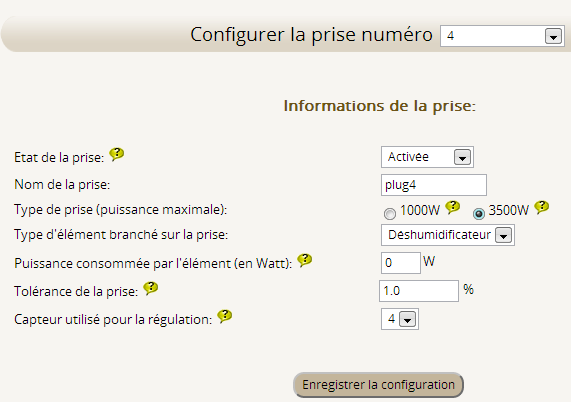 Configurer la prise numéro 4
Informations de la prise:
Etat de la prise: ? Activée
Nom de la prise: plug4
Type de prise (puissance maximale): 1000W ? 3500W ?
Type d'élément branché sur la prise: Déshumidificateur
Puissance consommée par l'élément (en Watt): ? 0 W
Tolérance de la prise: ? 1.0 %
Capteur utilisé pour la régulation: ? 4
Enregistrer la configuration